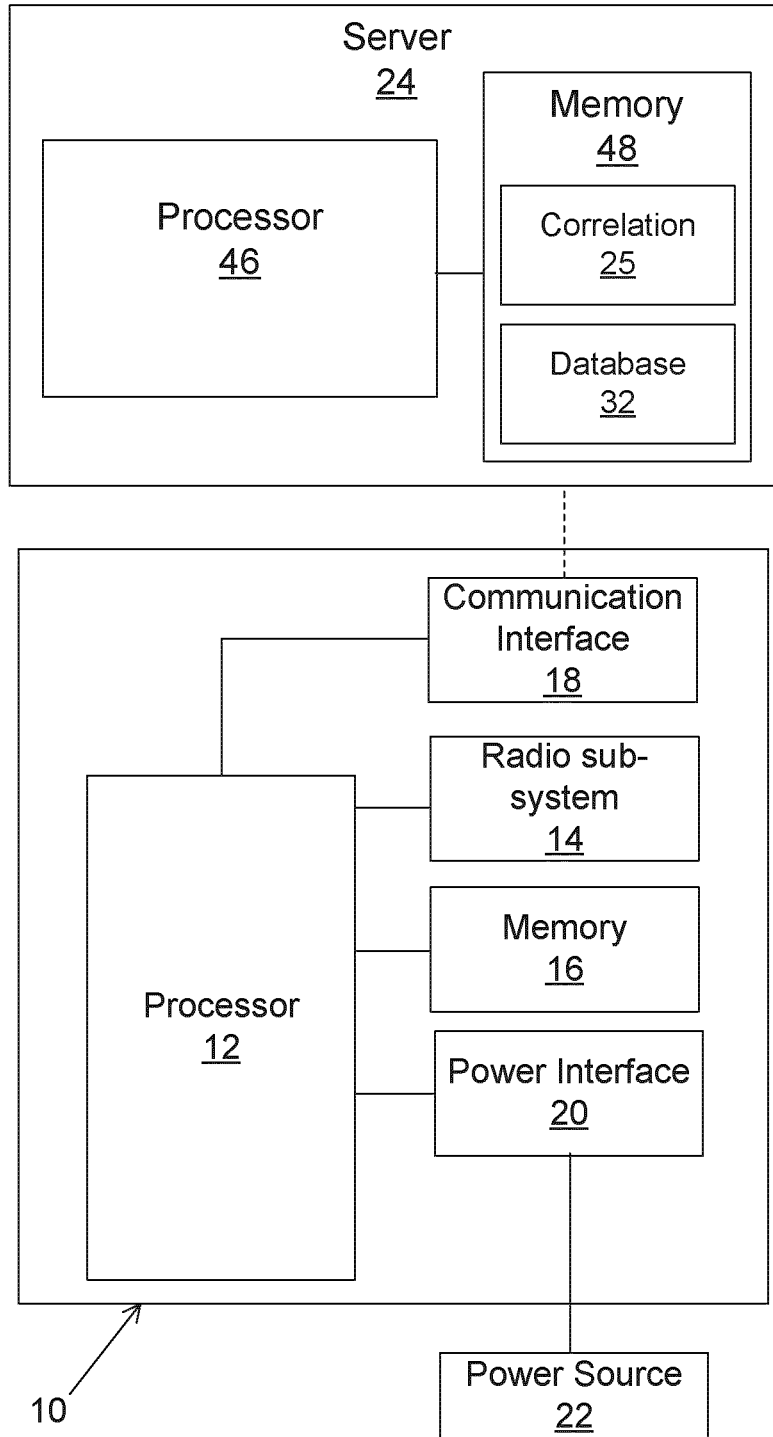 Server
24
Memory
48
Processor
46
Correlation
25
Database
32
Communication
Interface
18
Radio sub-
system
14
Memory
16
Processor
12
Power Interface
20
10
Power Source
22